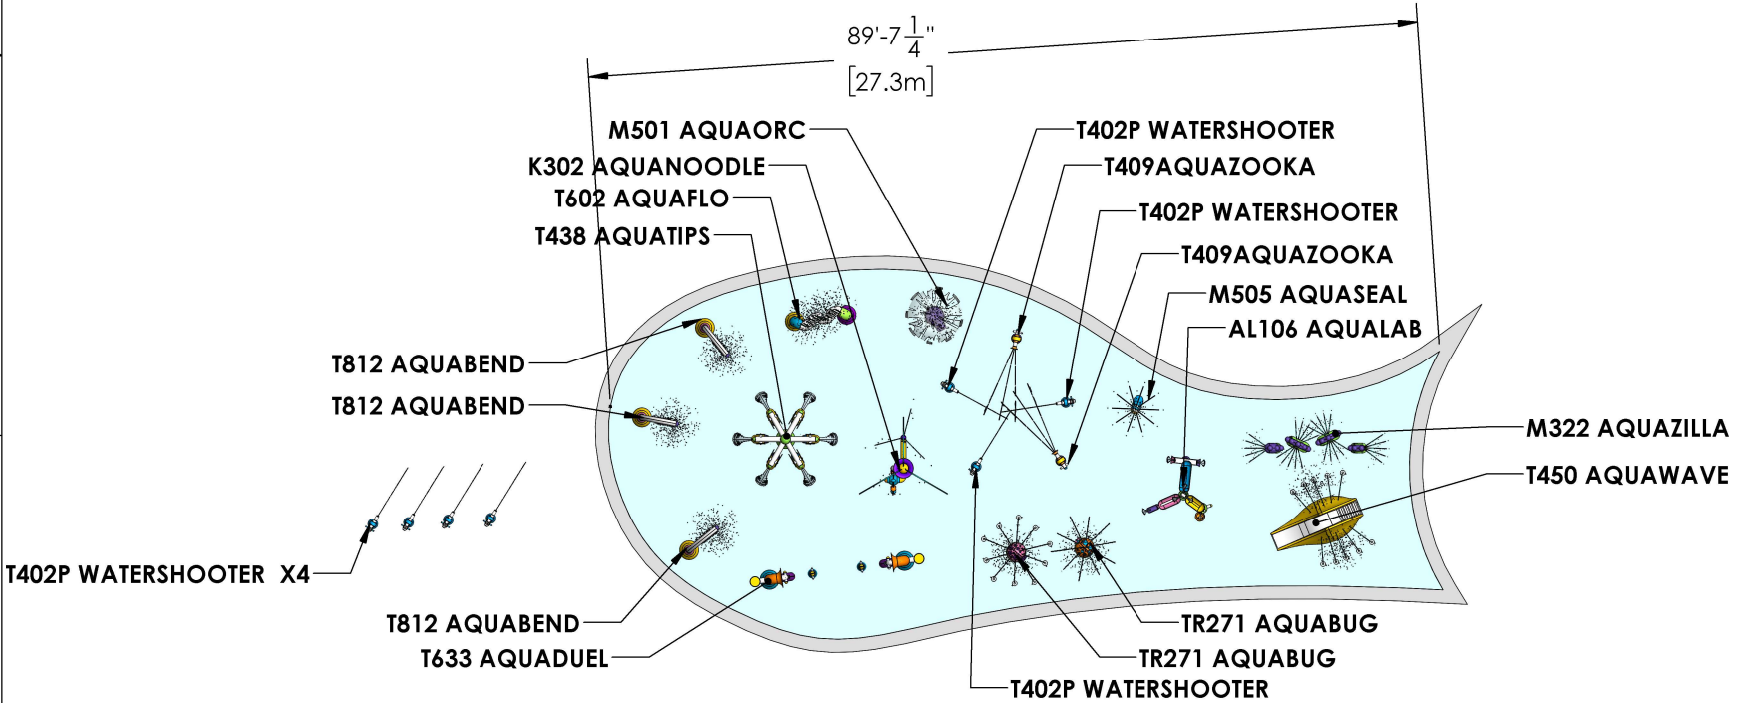 89'-7 1/4"
[27.3m]
M501 AQUAORC
K302 AQUANOODLE
T602 AQUAFLO
T438 AQUATIPS
T402P WATERSHOOTER
T409AQUAZOOKA
T402P WATERSHOOTER
T409AQUAZOOKA
M505 AQUASEAL
AL106 AQUALAB
T812 AQUABEND
T812 AQUABEND
M322 AQUAZILLA
T450 AQUAWAVE
T402P WATERSHOOTER X4
T812 AQUABEND
T633 AQUADUEL
TR271 AQUABUG
TR271 AQUABUG
T402P WATERSHOOTER